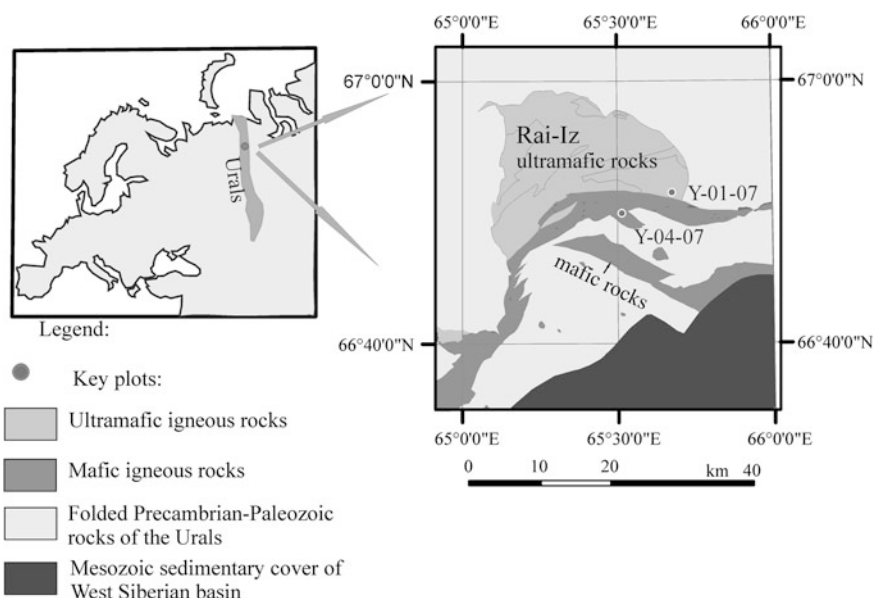 Urals
Legend:
Key plots:
Ultramafic igneous rocks
Mafic igneous rocks
Folded Precambrian-Paleozoic
rocks of the Urals
Mesozoic sedimentary cover of
West Siberian basin
65°0'0"E 65°30'0"E 66°0'0"E
67°0'0"N 67°0'0"N
Rai-Iz
ultramafic rocks
Y-01-07
Y-04-07
mafic rocks
66°40'0"N 66°40'0"N
65°0'0"E 65°30'0"E 66°0'0"E
0 10 20 km 40